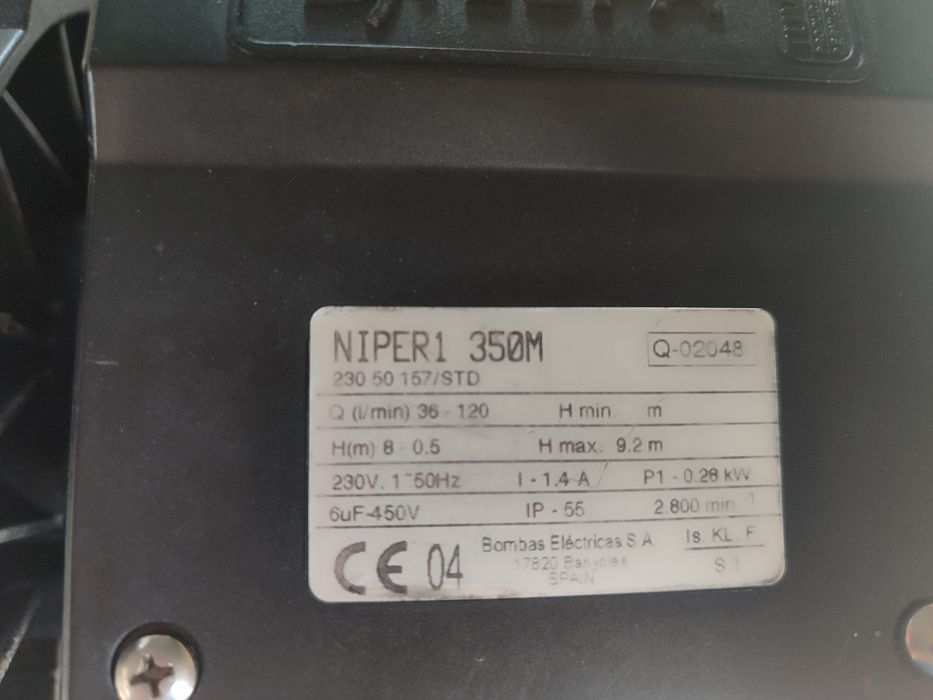 NIPER1 350M Q-02048
230 50 157/STD
Q (l/min) 36 - 120 H min. m
H(m) 8 - 0.5 H max. 9.2 m
230V. 1~50Hz I - 1.4 A P1 - 0.28 kW
6uF-450V IP - 55 2.800 min -1
CE 04 Bombas Eléctricas S.A. Is. KL. F
17820 Banyoles S 1
SPAIN